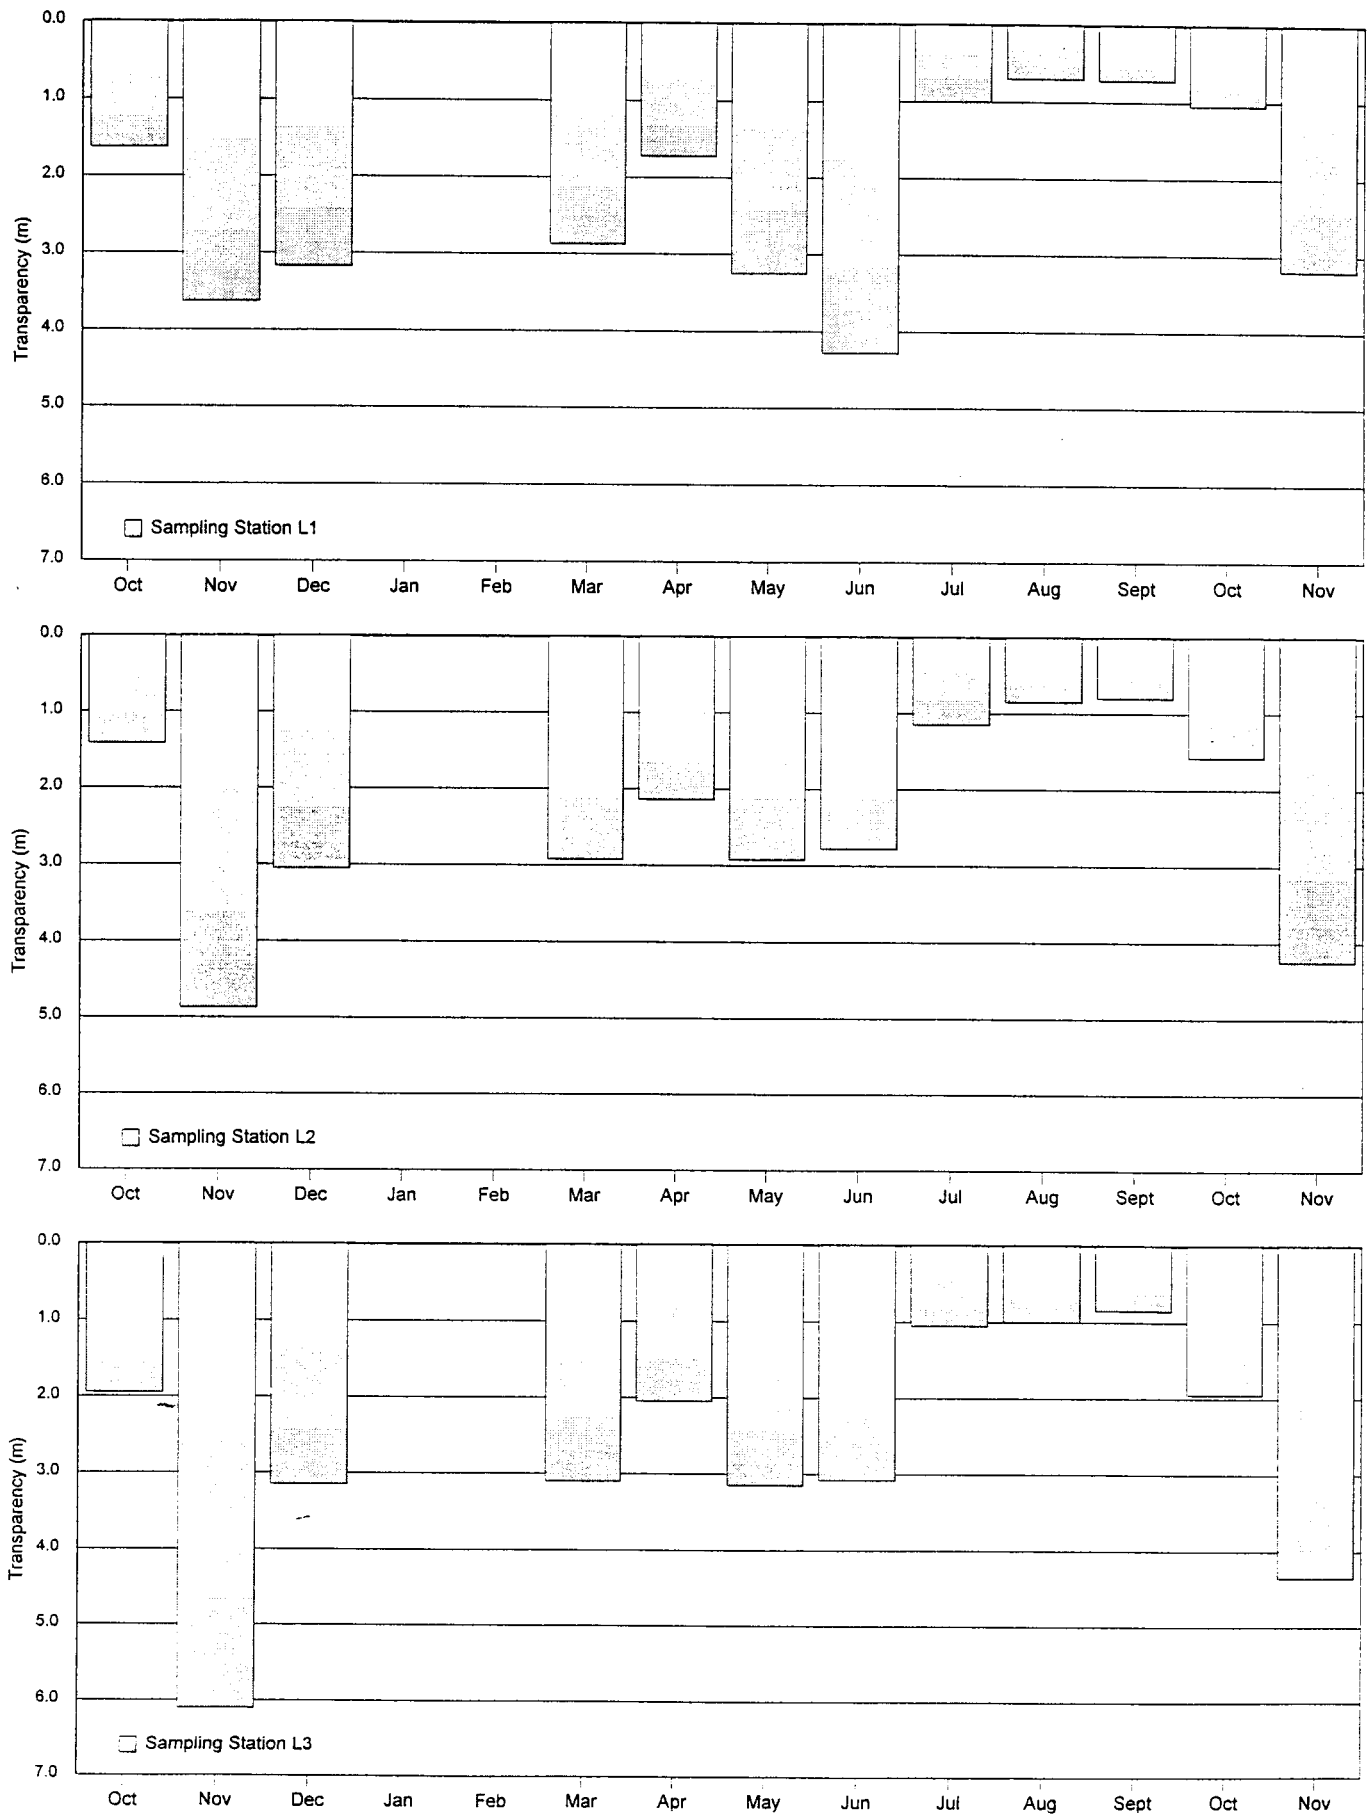 0.0
1.0
2.0
3.0
4.0
5.0
6.0
7.0
Transparency (m)
Sampling Station L1
Oct Nov Dec Jan Feb Mar Apr May Jun Jul Aug Sept Oct Nov
0.0
1.0
2.0
3.0
4.0
5.0
6.0
7.0
Transparency (m)
Sampling Station L2
Oct Nov Dec Jan Feb Mar Apr May Jun Jul Aug Sept Oct Nov
0.0
1.0
2.0
3.0
4.0
5.0
6.0
7.0
Transparency (m)
Sampling Station L3
Oct Nov Dec Jan Feb Mar Apr May Jun Jul Aug Sept Oct Nov